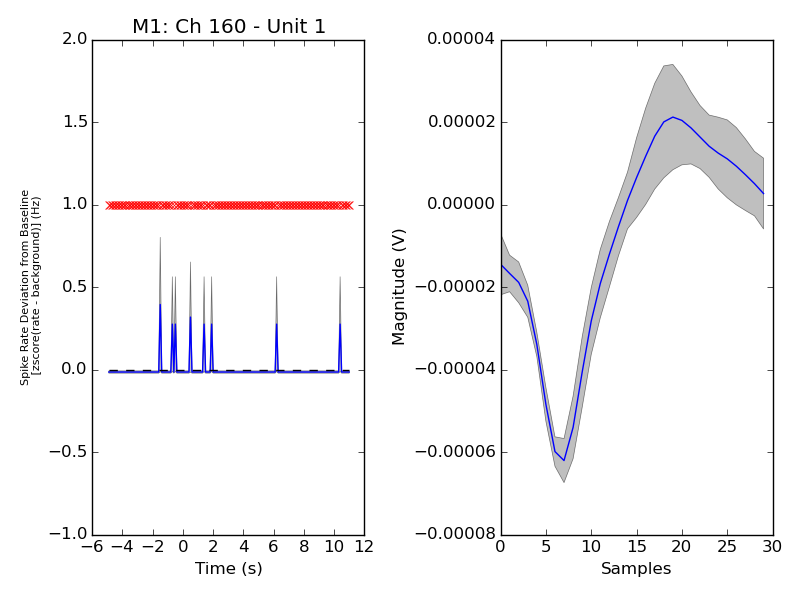 M1: Ch 160 - Unit 1
2.0
1.5
1.0
0.5
0.0
−0.5
−1.0
−6 −4 −2 0 2 4 6 8 10 12
Time (s)
Spike Rate Deviation from Baseline
[zscore(rate - background)] (Hz)
0.00004
0.00002
0.00000
−0.00002
−0.00004
−0.00006
−0.00008
0 5 10 15 20 25 30
Samples
Magnitude (V)